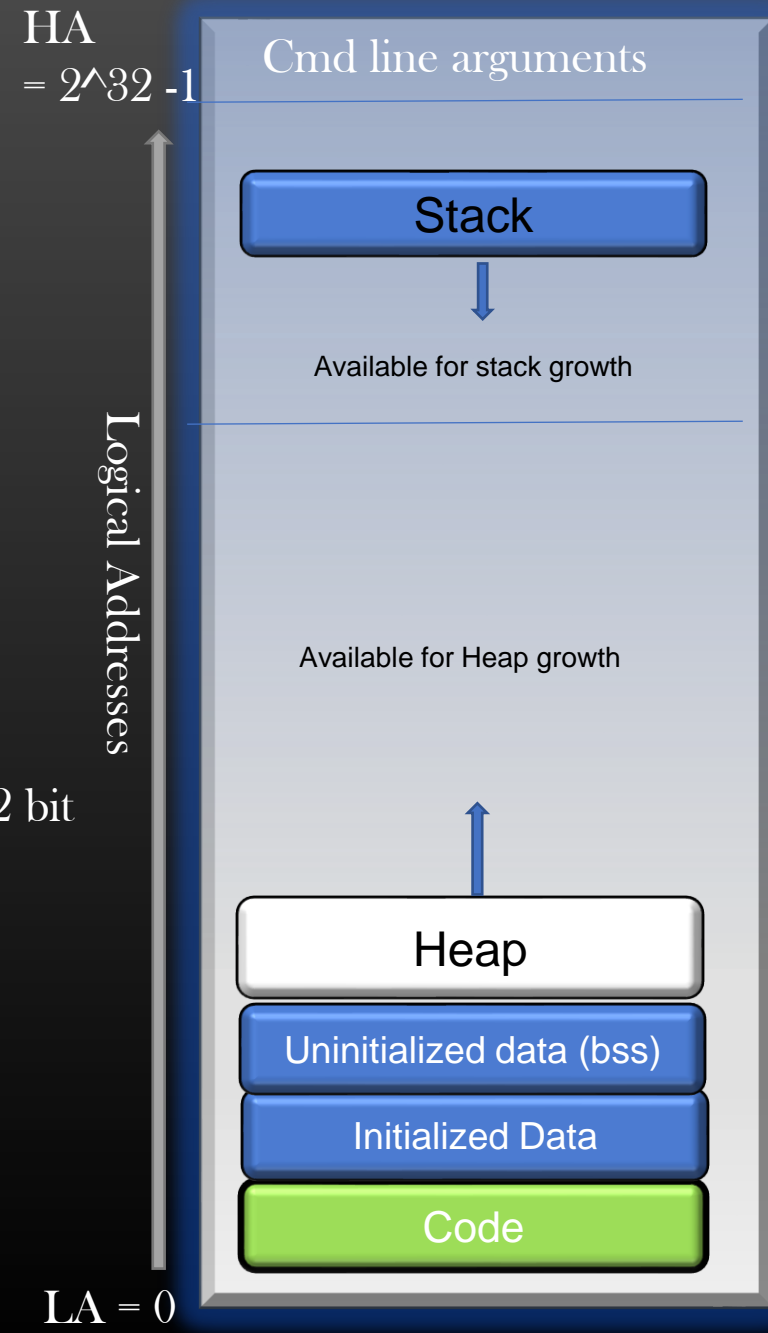 HA
= 2^32 -1
Cmd line arguments
Stack
Available for stack growth
Logical Addresses
Available for Heap growth
2 bit
Heap
Uninitialized data (bss)
Initialized Data
Code
LA = 0